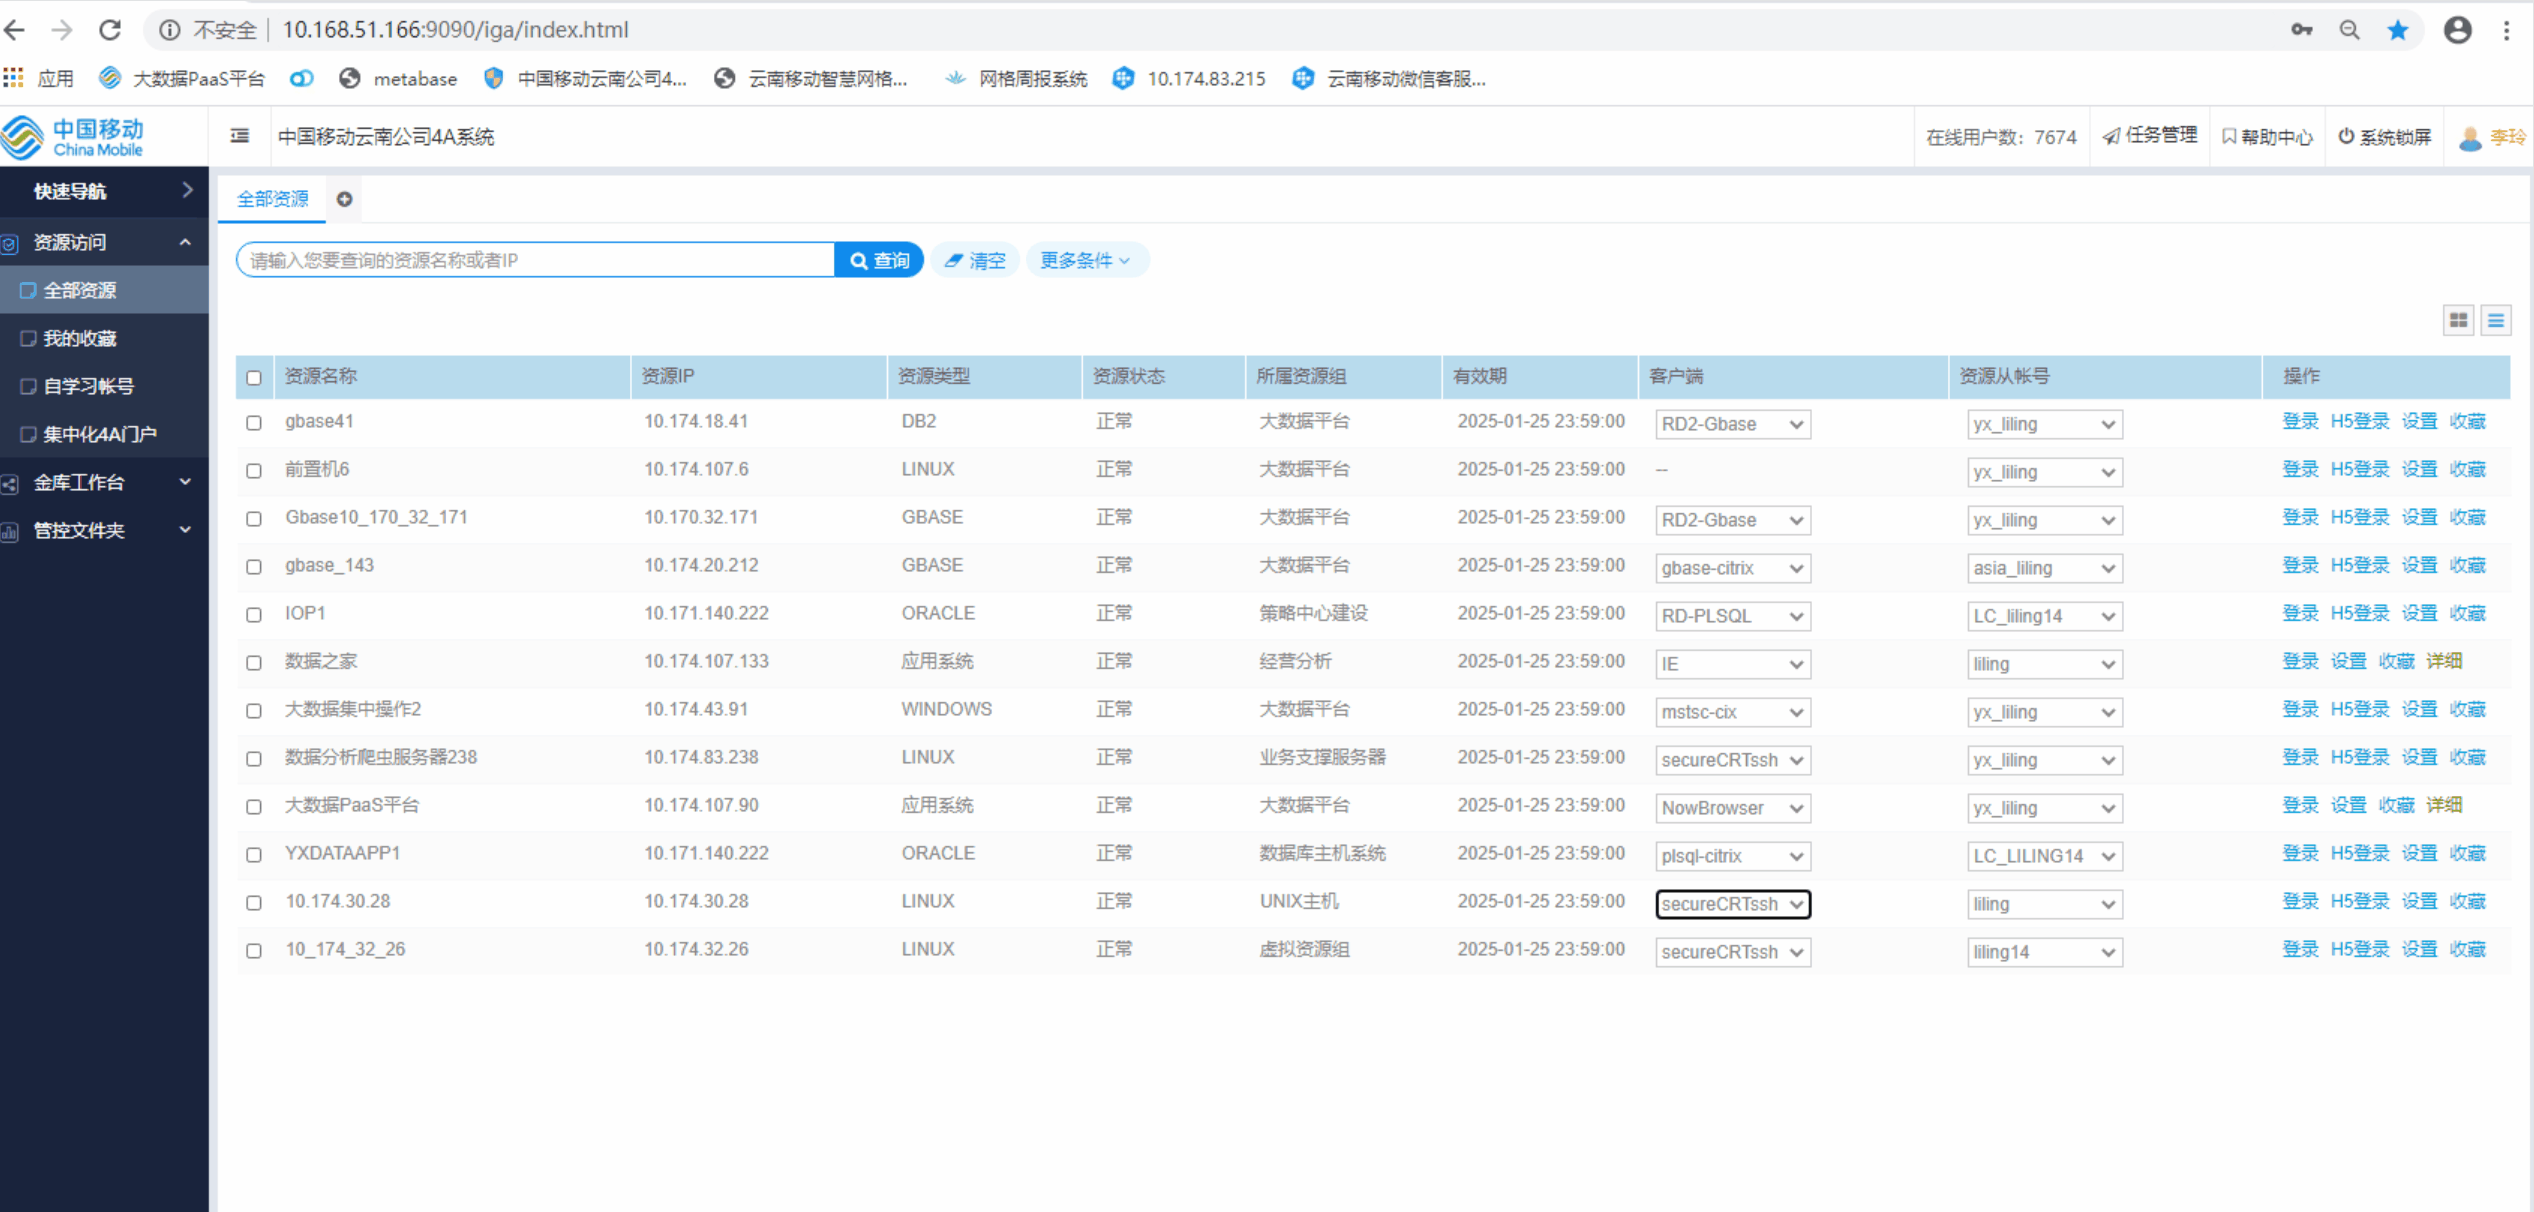 不安全 | 10.168.51.166:9090/iga/index.html
应用 大数据PaaS平台 metabase 中国移动云南公司4... 云南移动智慧网格... 网格周报系统 10.174.83.215 云南移动微信客服...
中国移动 China Mobile 中国移动云南公司4A系统 在线用户数：7674 任务管理 帮助中心 系统锁屏 李玲
快速导航
资源访问
全部资源
我的收藏
自学习帐号
集中化4A门户
金库工作台
管控文件夹
全部资源
请输入您要查询的资源名称或者IP 查询 清空 更多条件
资源名称 资源IP 资源类型 资源状态 所属资源组 有效期 客户端 资源从帐号 操作
gbase41 10.174.18.41 DB2 正常 大数据平台 2025-01-25 23:59:00 RD2-Gbase yx_liling 登录 H5登录 设置 收藏
前置机6 10.174.107.6 LINUX 正常 大数据平台 2025-01-25 23:59:00 -- yx_liling 登录 H5登录 设置 收藏
Gbase10_170_32_171 10.170.32.171 GBASE 正常 大数据平台 2025-01-25 23:59:00 RD2-Gbase yx_liling 登录 H5登录 设置 收藏
gbase_143 10.174.20.212 GBASE 正常 大数据平台 2025-01-25 23:59:00 gbase-citrix asia_liling 登录 H5登录 设置 收藏
IOP1 10.171.140.222 ORACLE 正常 策略中心建设 2025-01-25 23:59:00 RD-PLSQL LC_liling14 登录 H5登录 设置 收藏
数据之家 10.174.107.133 应用系统 正常 经营分析 2025-01-25 23:59:00 IE liling 登录 设置 收藏 详细
大数据集中操作2 10.174.43.91 WINDOWS 正常 大数据平台 2025-01-25 23:59:00 mstsc-cix yx_liling 登录 H5登录 设置 收藏
数据分析爬虫服务器238 10.174.83.238 LINUX 正常 业务支撑服务器 2025-01-25 23:59:00 secureCRTssh yx_liling 登录 H5登录 设置 收藏
大数据PaaS平台 10.174.107.90 应用系统 正常 大数据平台 2025-01-25 23:59:00 NowBrowser yx_liling 登录 设置 收藏 详细
YXDATAAPP1 10.171.140.222 ORACLE 正常 数据库主机系统 2025-01-25 23:59:00 plsql-citrix LC_LILING14 登录 H5登录 设置 收藏
10.174.30.28 10.174.30.28 LINUX 正常 UNIX主机 2025-01-25 23:59:00 secureCRTssh liling 登录 H5登录 设置 收藏
10_174_32_26 10.174.32.26 LINUX 正常 虚拟资源组 2025-01-25 23:59:00 secureCRTssh liling14 登录 H5登录 设置 收藏